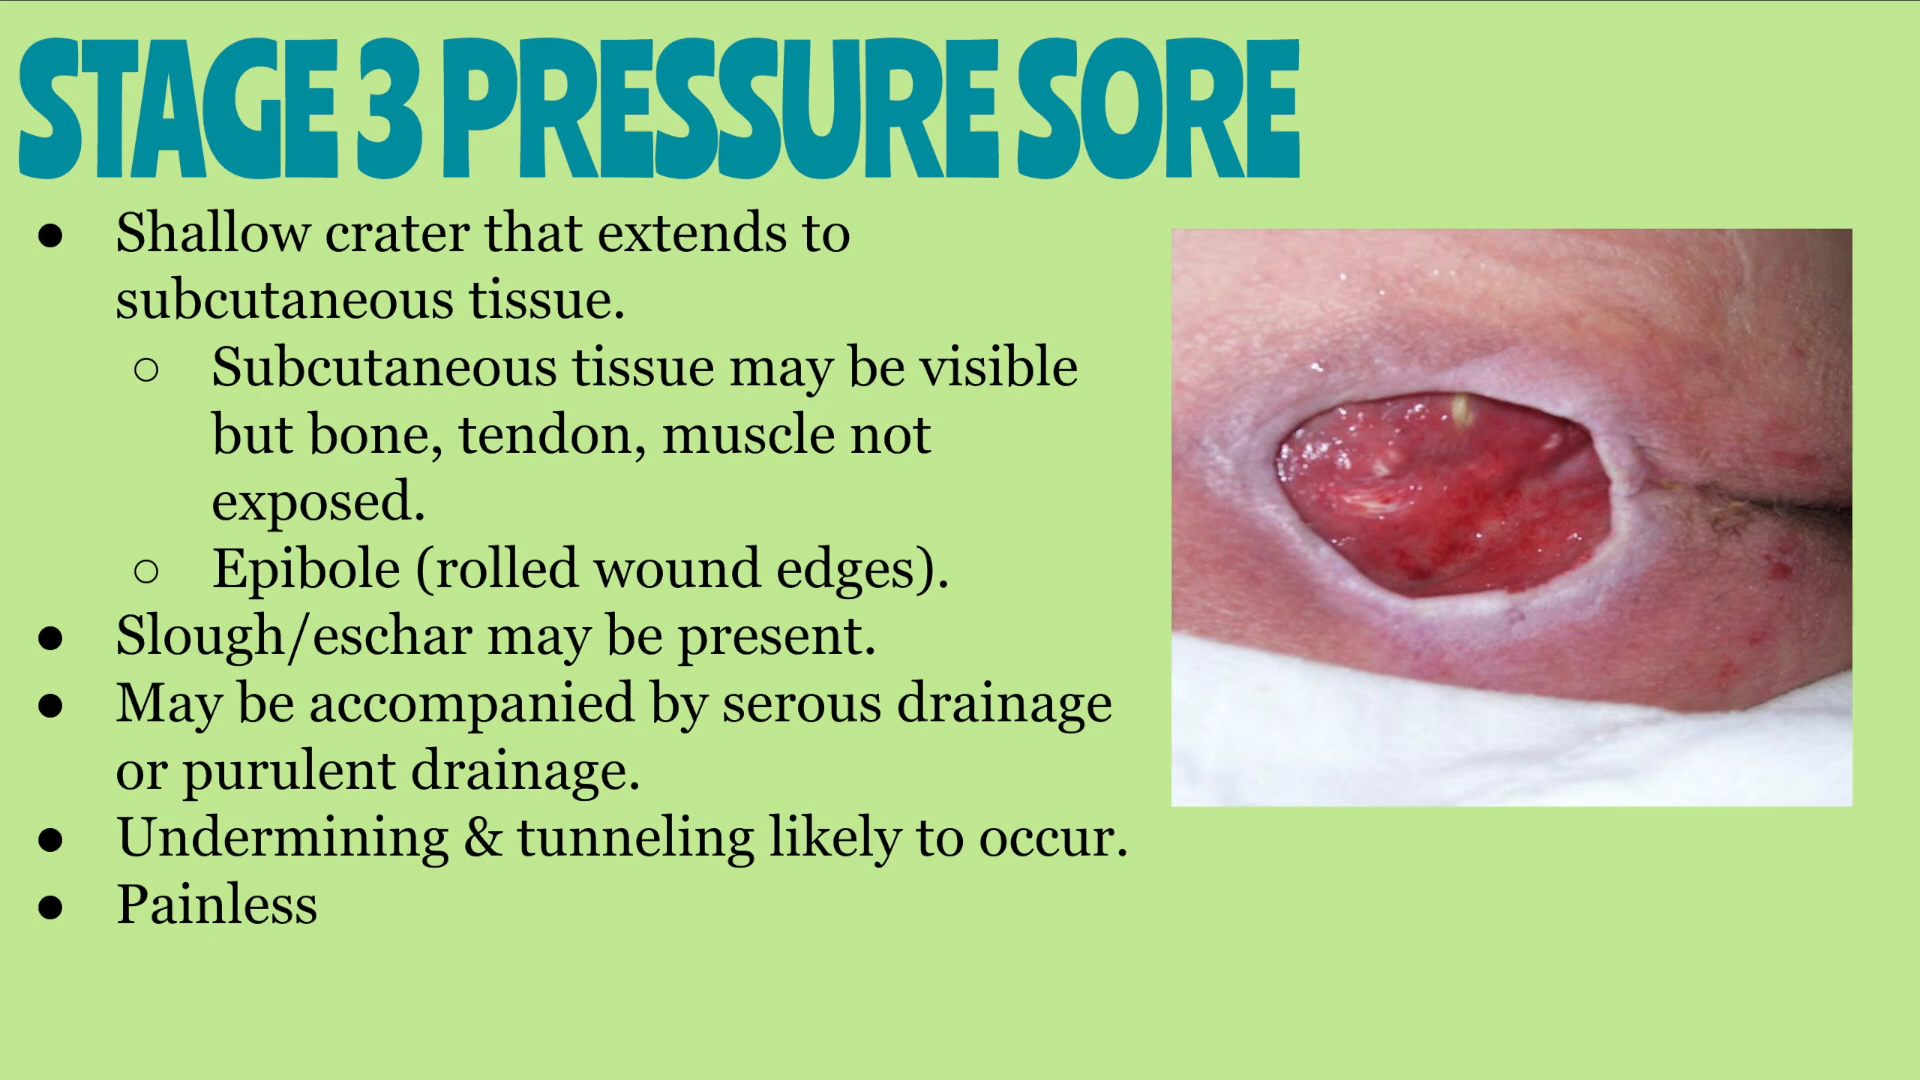 STAGE 3 PRESSURE SORE
● Shallow crater that extends to
subcutaneous tissue.
○ Subcutaneous tissue may be visible
but bone, tendon, muscle not
exposed.
○ Epibole (rolled wound edges).
● Slough/eschar may be present.
● May be accompanied by serous drainage
or purulent drainage.
● Undermining & tunneling likely to occur.
● Painless